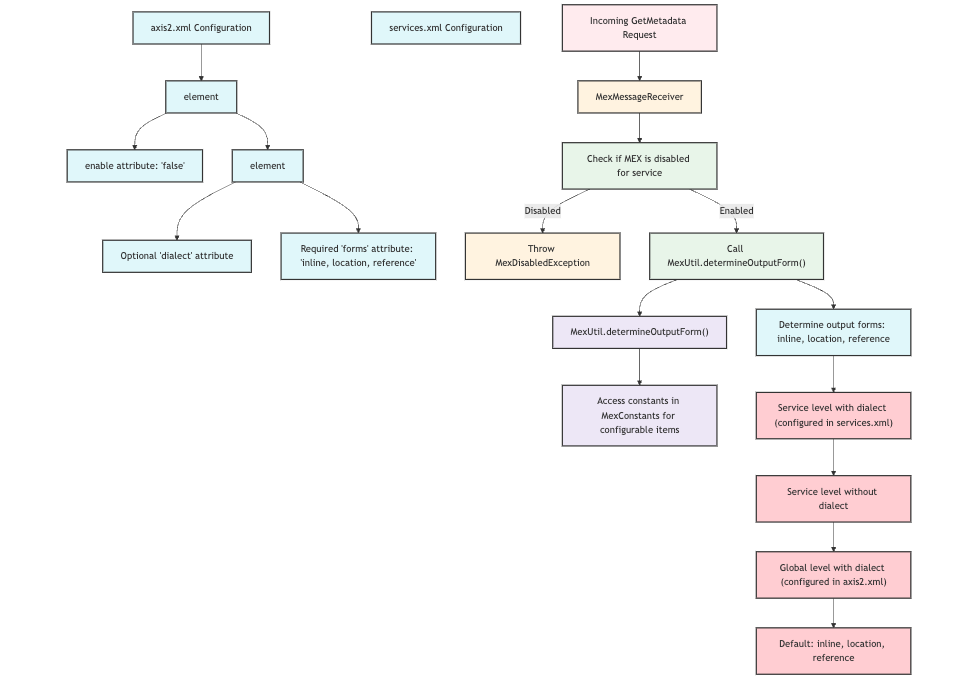 axis2.xml Configuration
services.xml Configuration
Incoming GetMetadata
Request
element
MexMessageReceiver
enable attribute: 'false'
element
Check if MEX is disabled
for service
Disabled
Enabled
Optional 'dialect' attribute
Required 'forms' attribute:
'inline, location, reference'
Throw
MexDisabledException
Call
MexUtil.determineOutputForm()
MexUtil.determineOutputForm()
Determine output forms:
inline, location, reference
Access constants in
MexConstants for
configurable items
Service level with dialect
(configured in services.xml)
Service level without
dialect
Global level with dialect
(configured in axis2.xml)
Default: inline, location,
reference